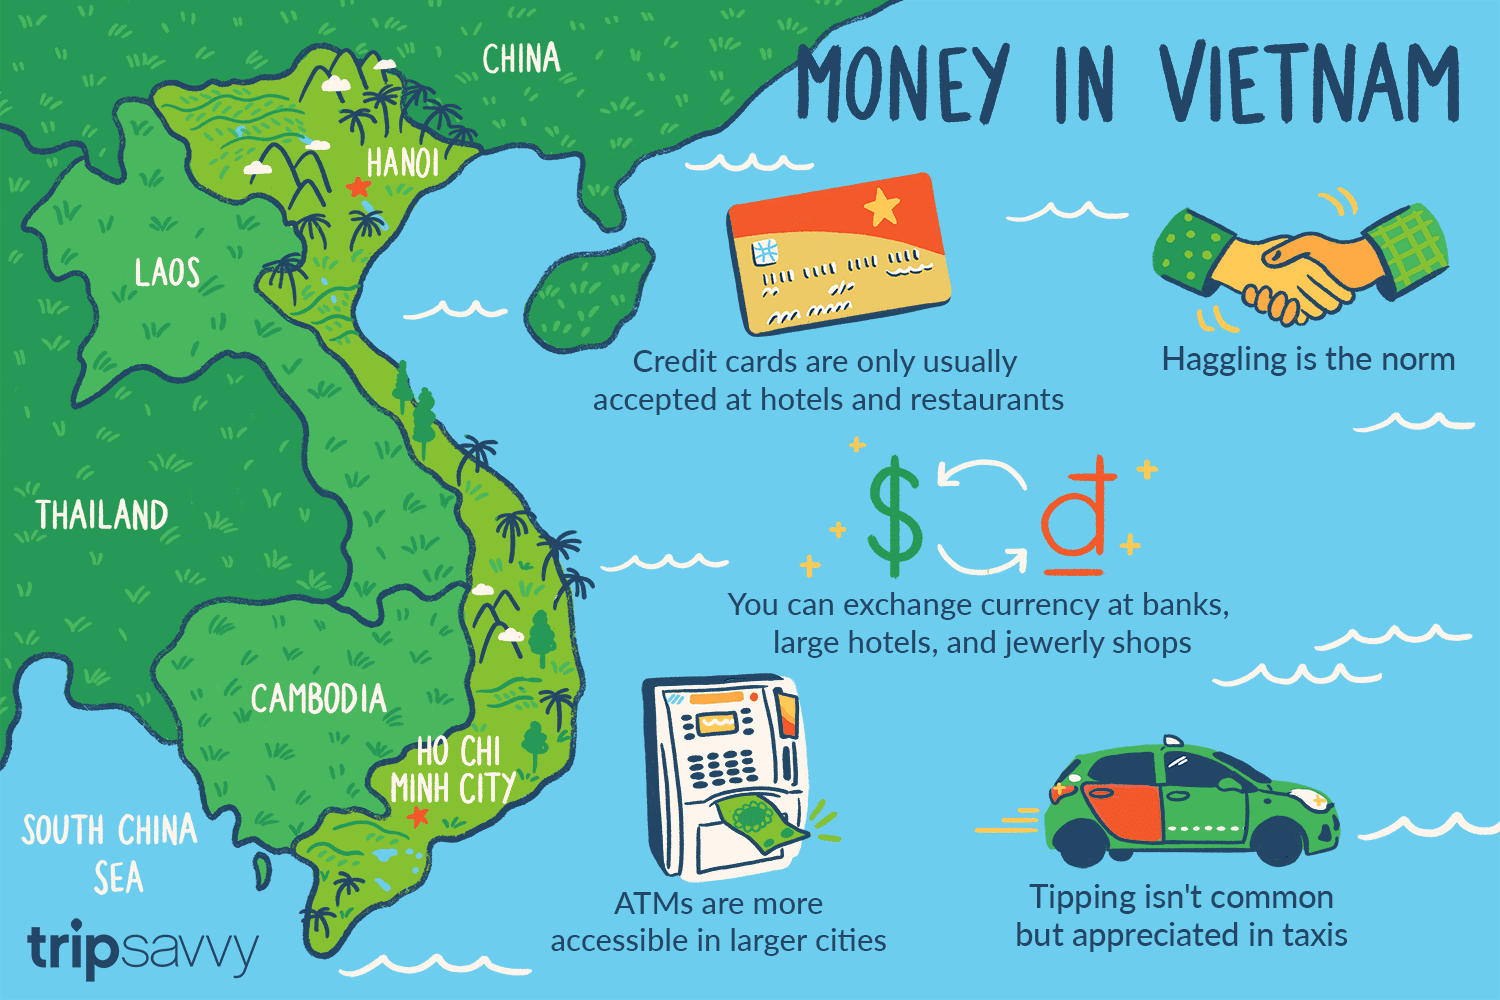 MONEY IN VIETNAM
CHINA
HANOI
LAOS
THAILAND
CAMBODIA
HO CHI
MINH CITY
SOUTH CHINA
SEA
Credit cards are only usually
accepted at hotels and restaurants
Haggling is the norm
$ đ
You can exchange currency at banks,
large hotels, and jewerly shops
ATMs are more
accessible in larger cities
Tipping isn't common
but appreciated in taxis
tripsavvy